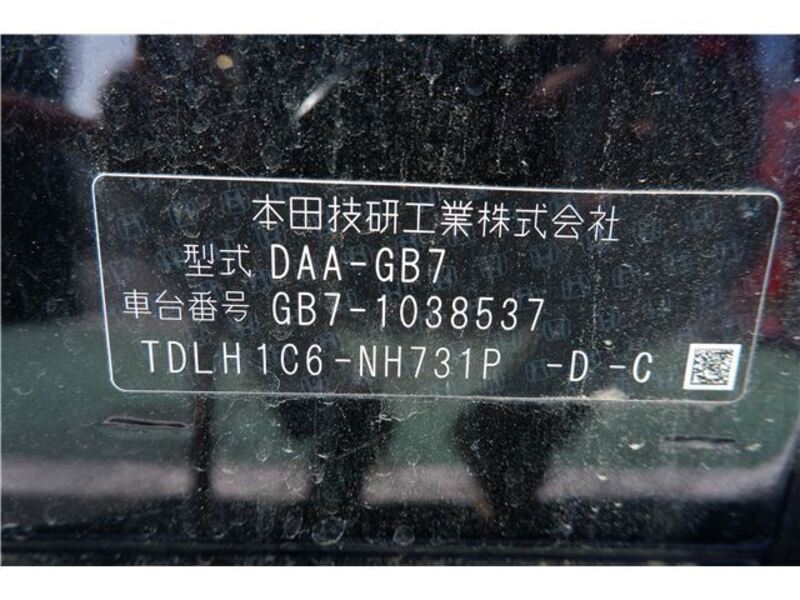 本田技研工業株式会社
型式 DAA-GB7
車台番号 GB7-1038537
TDLH1C6-NH731P -D -C